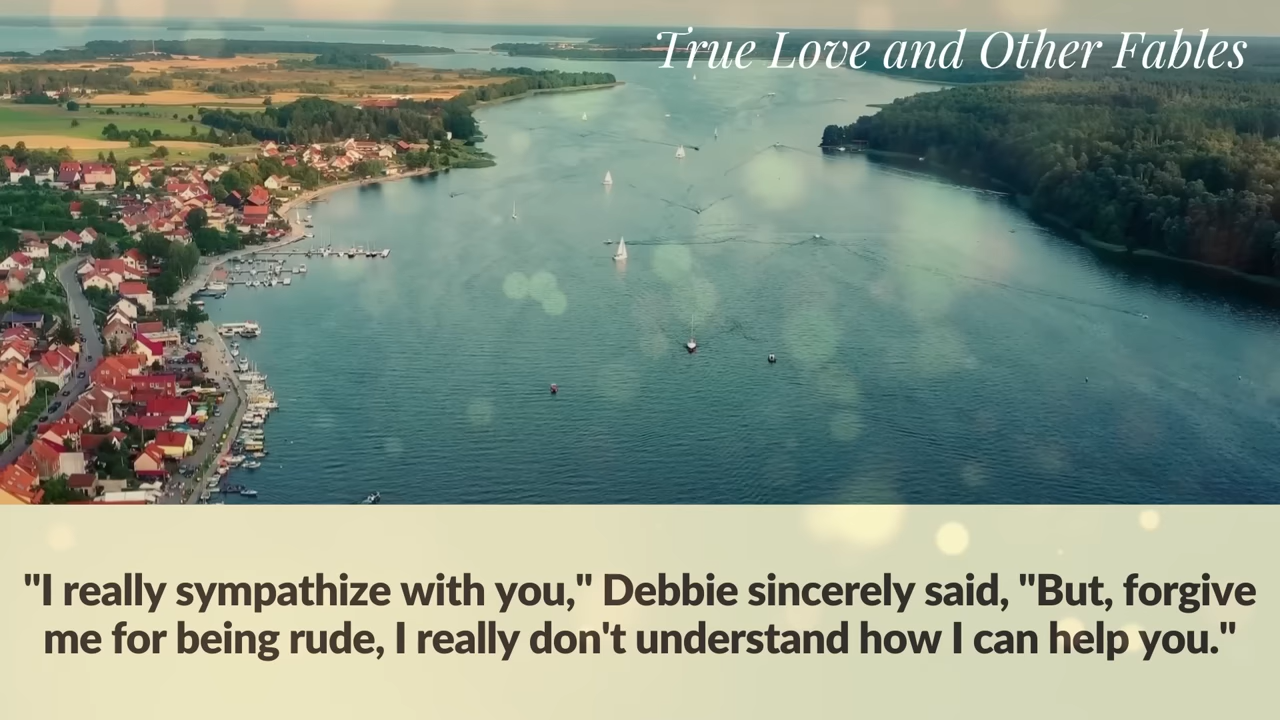 True Love and Other Fables
"I really sympathize with you," Debbie sincerely said, "But, forgive
me for being rude, I really don't understand how I can help you."